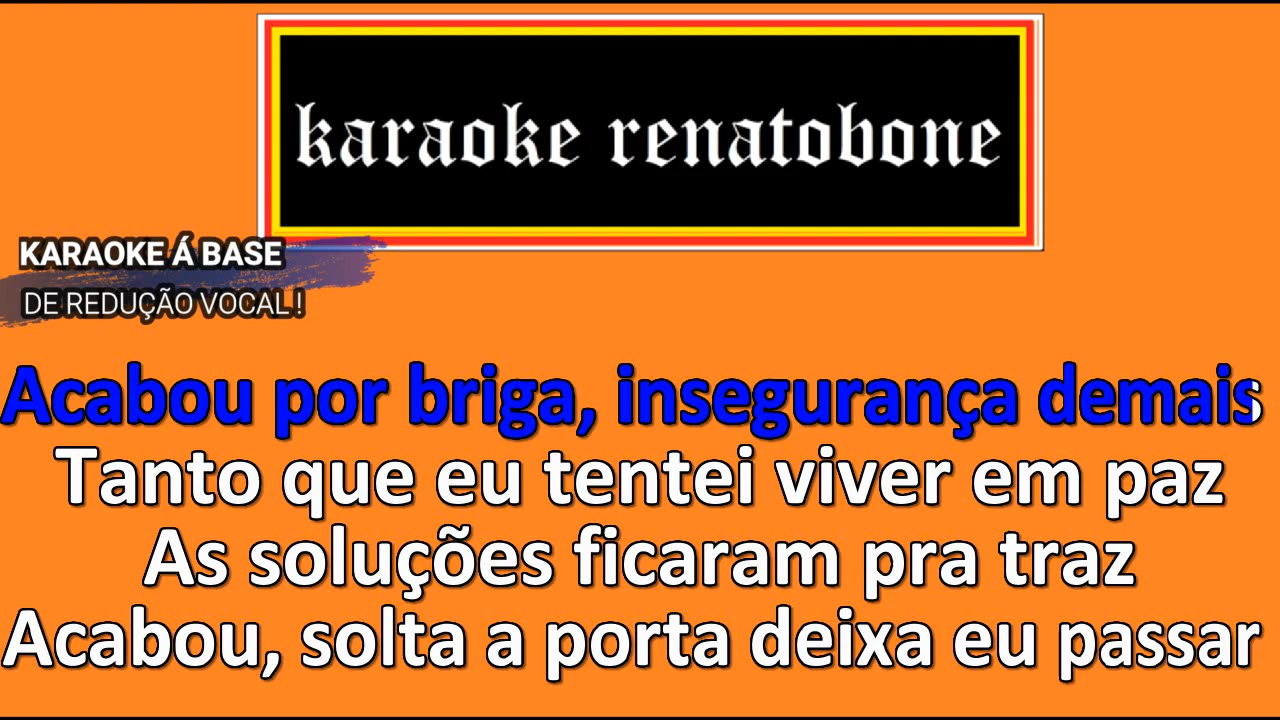 karaoke renatobone
KARAOKE Á BASE
DE REDUÇÃO VOCAL !
Acabou por briga, insegurança demais
Tanto que eu tentei viver em paz
As soluções ficaram pra traz
Acabou, solta a porta deixa eu passar